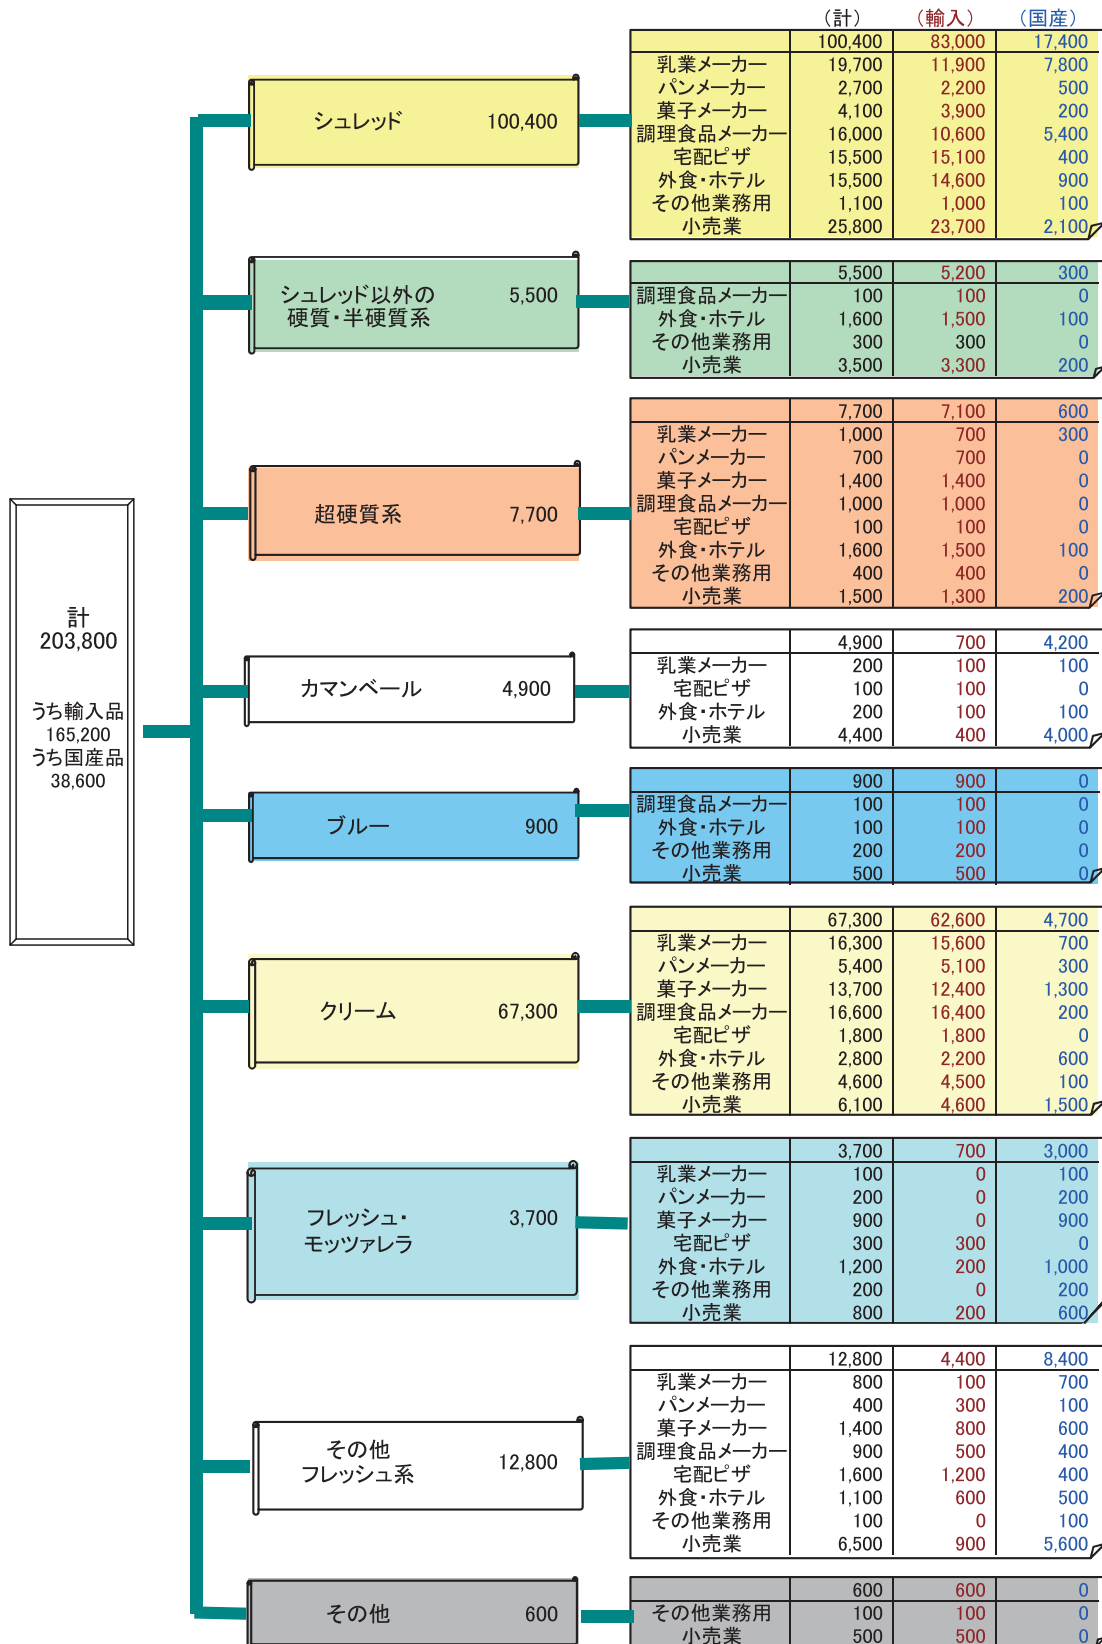 （計） （輸入） （国産）
計
203,800
うち輸入品
165,200
うち国産品
38,600
シュレッド 100,400
100,400 83,000 17,400
乳業メーカー 19,700 11,900 7,800
パンメーカー 2,700 2,200 500
菓子メーカー 4,100 3,900 200
調理食品メーカー 16,000 10,600 5,400
宅配ピザ 15,500 15,100 400
外食・ホテル 15,500 14,600 900
その他業務用 1,100 1,000 100
小売業 25,800 23,700 2,100
シュレッド以外の 5,500
硬質・半硬質系
5,500 5,200 300
調理食品メーカー 100 100 0
外食・ホテル 1,600 1,500 100
その他業務用 300 300 0
小売業 3,500 3,300 200
超硬質系 7,700
7,700 7,100 600
乳業メーカー 1,000 700 300
パンメーカー 700 700 0
菓子メーカー 1,400 1,400 0
調理食品メーカー 1,000 1,000 0
宅配ピザ 100 100 0
外食・ホテル 1,600 1,500 100
その他業務用 400 400 0
小売業 1,500 1,300 200
カマンベール 4,900
4,900 700 4,200
乳業メーカー 200 100 100
宅配ピザ 100 100 0
外食・ホテル 200 100 100
小売業 4,400 400 4,000
ブルー 900
900 900 0
調理食品メーカー 100 100 0
外食・ホテル 100 100 0
その他業務用 200 200 0
小売業 500 500 0
クリーム 67,300
67,300 62,600 4,700
乳業メーカー 16,300 15,600 700
パンメーカー 5,400 5,100 300
菓子メーカー 13,700 12,400 1,300
調理食品メーカー 16,600 16,400 200
宅配ピザ 1,800 1,800 0
外食・ホテル 2,800 2,200 600
その他業務用 4,600 4,500 100
小売業 6,100 4,600 1,500
フレッシュ・ 3,700
モッツァレラ
3,700 700 3,000
乳業メーカー 100 0 100
パンメーカー 200 0 200
菓子メーカー 900 0 900
宅配ピザ 300 300 0
外食・ホテル 1,200 200 1,000
その他業務用 200 0 200
小売業 800 200 600
その他 12,800
フレッシュ系
12,800 4,400 8,400
乳業メーカー 800 100 700
パンメーカー 400 300 100
菓子メーカー 1,400 800 600
調理食品メーカー 900 500 400
宅配ピザ 1,600 1,200 400
外食・ホテル 1,100 600 500
その他業務用 100 0 100
小売業 6,500 900 5,600
その他 600
600 600 0
その他業務用 100 100 0
小売業 500 500 0